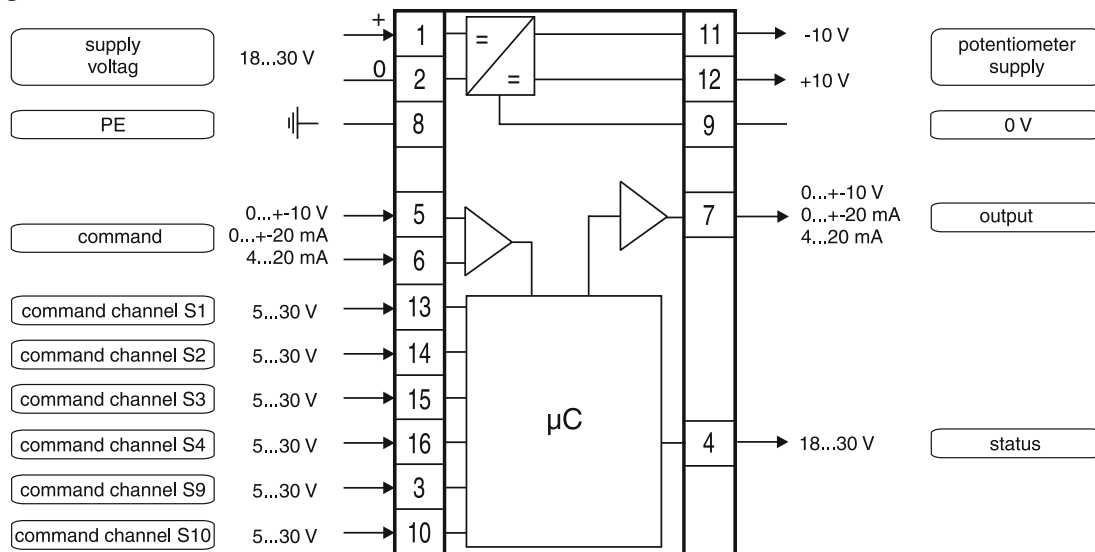 supply
voltag
18...30 V
+
0
1
2
=
=
11
12
-10 V
+10 V
potentiometer
supply
PE
8
9
0 V
command
0...+-10 V
0...+-20 mA
4...20 mA
5
6
7
0...+-10 V
0...+-20 mA
4...20 mA
output
command channel S1
5...30 V
13
command channel S2
5...30 V
14
command channel S3
5...30 V
15
command channel S4
5...30 V
16
µC
4
18...30 V
status
command channel S9
5...30 V
3
command channel S10
5...30 V
10